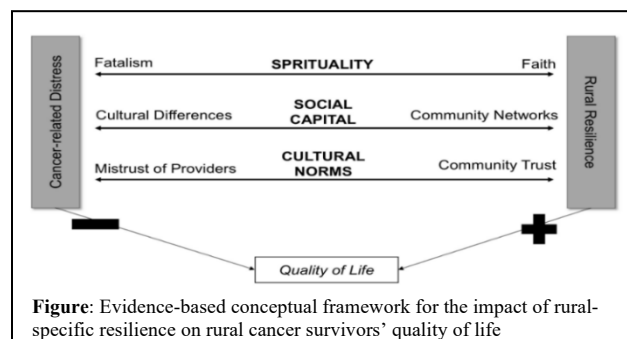 Cancer-related Distress
Fatalism SPRITUALITY Faith
SOCIAL
CAPITAL
Cultural Differences Community Networks
CULTURAL
NORMS
Mistrust of Providers Community Trust
Rural Resilience
Quality of Life
Figure: Evidence-based conceptual framework for the impact of rural-
specific resilience on rural cancer survivors' quality of life